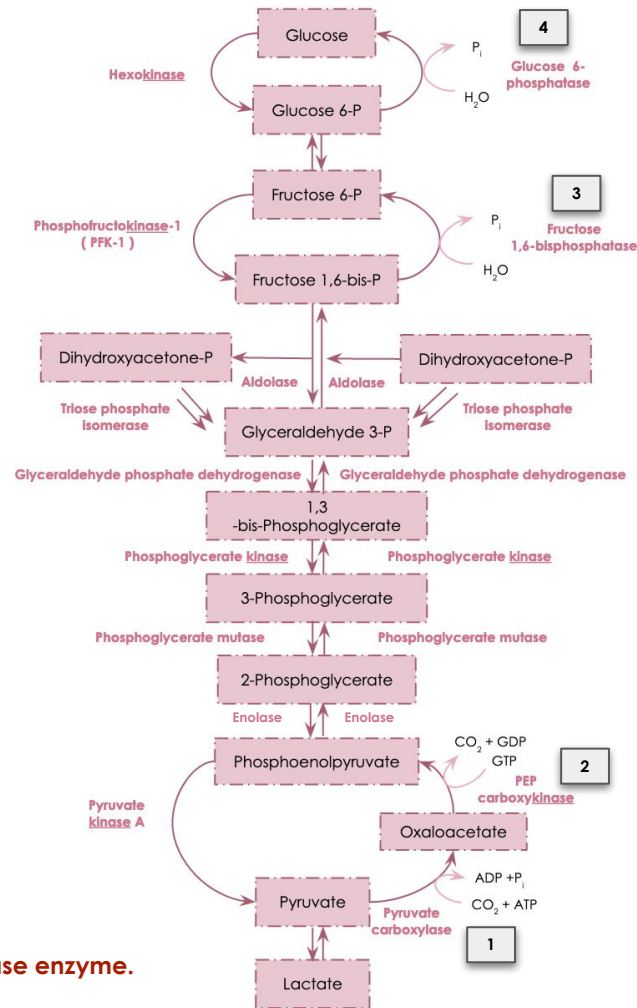 Glucose
4
P i
Glucose 6-
phosphatase
Hexokinase
H2O
Glucose 6-P
Fructose 6-P
3
P i
Phosphofructokinase-1
( PFK-1 )
Fructose
1,6-bisphosphatase
H2O
Fructose 1,6-bis-P
Dihydroxyacetone-P
Dihydroxyacetone-P
Aldolase
Aldolase
Triose phosphate
isomerase
Triose phosphate
isomerase
Glyceraldehyde 3-P
Glyceraldehyde phosphate dehydrogenase
Glyceraldehyde phosphate dehydrogenase
1,3
-bis-Phosphoglycerate
Phosphoglycerate kinase
Phosphoglycerate kinase
3-Phosphoglycerate
Phosphoglycerate mutase
Phosphoglycerate mutase
2-Phosphoglycerate
Enolase
Enolase
CO2 + GDP
GTP
2
Phosphoenolpyruvate
PEP
carboxykinase
Pyruvate
kinase A
Oxaloacetate
ADP +Pi
CO2 + ATP
Pyruvate
Pyruvate
carboxylase
1
ase enzyme.
Lactate